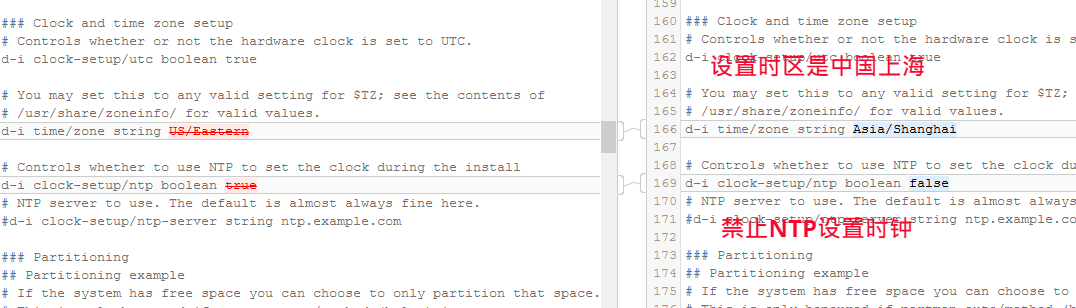 ### Clock and time zone setup
# Controls whether or not the hardware clock is set to UTC.
d-i clock-setup/utc boolean true
# You may set this to any valid setting for $TZ; see the contents of
# /usr/share/zoneinfo/ for valid values.
d-i time/zone string US/Eastern
# Controls whether to use NTP to set the clock during the install
d-i clock-setup/ntp boolean true
# NTP server to use. The default is almost always fine here.
#d-i clock-setup/ntp-server string ntp.example.com
### Partitioning
## Partitioning example
# If the system has free space you can choose to only partition that space.
159
160 ### Clock and time zone setup
161 # Controls whether or not the hardware clock is s
162 d-i clock-setup/utc boolean true
设置时区是中国上海
163
164 # You may set this to any valid setting for $TZ;
165 # /usr/share/zoneinfo/ for valid values.
166 d-i time/zone string Asia/Shanghai
167
168 # Controls whether to use NTP to set the clock du
169 d-i clock-setup/ntp boolean false
170 # NTP server to use. The default is almost always
171 #d-i clock-setup/ntp-server string ntp.example.co
禁止NTP设置时钟
172
173 ### Partitioning
174 ## Partitioning example
175 # If the system has free space you can choose to